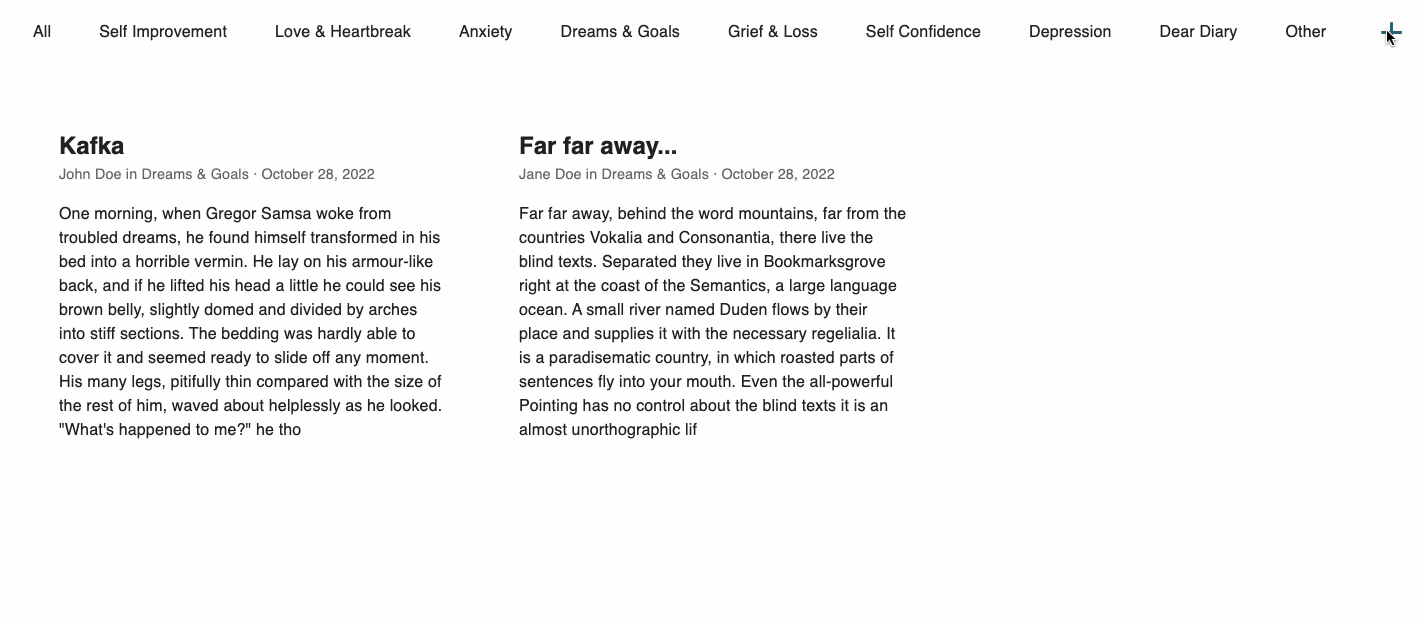 All Self Improvement Love & Heartbreak Anxiety Dreams & Goals Grief & Loss Self Confidence Depression Dear Diary Other +
Kafka
John Doe in Dreams & Goals · October 28, 2022
One morning, when Gregor Samsa woke from
troubled dreams, he found himself transformed in his
bed into a horrible vermin. He lay on his armour-like
back, and if he lifted his head a little he could see his
brown belly, slightly domed and divided by arches
into stiff sections. The bedding was hardly able to
cover it and seemed ready to slide off any moment.
His many legs, pitifully thin compared with the size of
the rest of him, waved about helplessly as he looked.
"What's happened to me?" he tho
Far far away...
Jane Doe in Dreams & Goals · October 28, 2022
Far far away, behind the word mountains, far from the
countries Vokalia and Consonantia, there live the
blind texts. Separated they live in Bookmarksgrove
right at the coast of the Semantics, a large language
ocean. A small river named Duden flows by their
place and supplies it with the necessary regelialia. It
is a paradisematic country, in which roasted parts of
sentences fly into your mouth. Even the all-powerful
Pointing has no control about the blind texts it is an
almost unorthographic lif